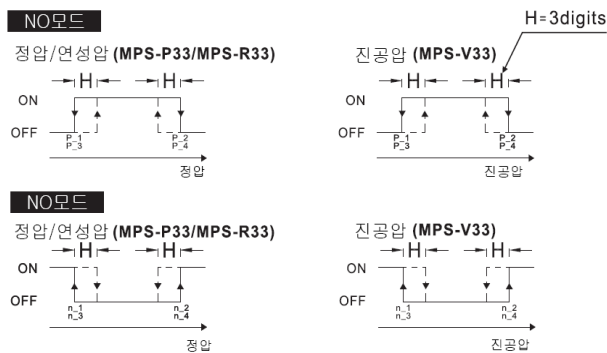 NO모드
H=3digits
정압/연성압 (MPS-P33/MPS-R33)
진공압 (MPS-V33)
H H
H H
ON
ON
OFF
OFF
P_1 P_2
P_3 P_4
P_1 P_2
P_3 P_4
정압
진공압
NO모드
정압/연성압 (MPS-P33/MPS-R33)
진공압 (MPS-V33)
H H
H H
ON
ON
OFF
OFF
n_1 n_2
n_3 n_4
n_1 n_2
n_3 n_4
정압
진공압